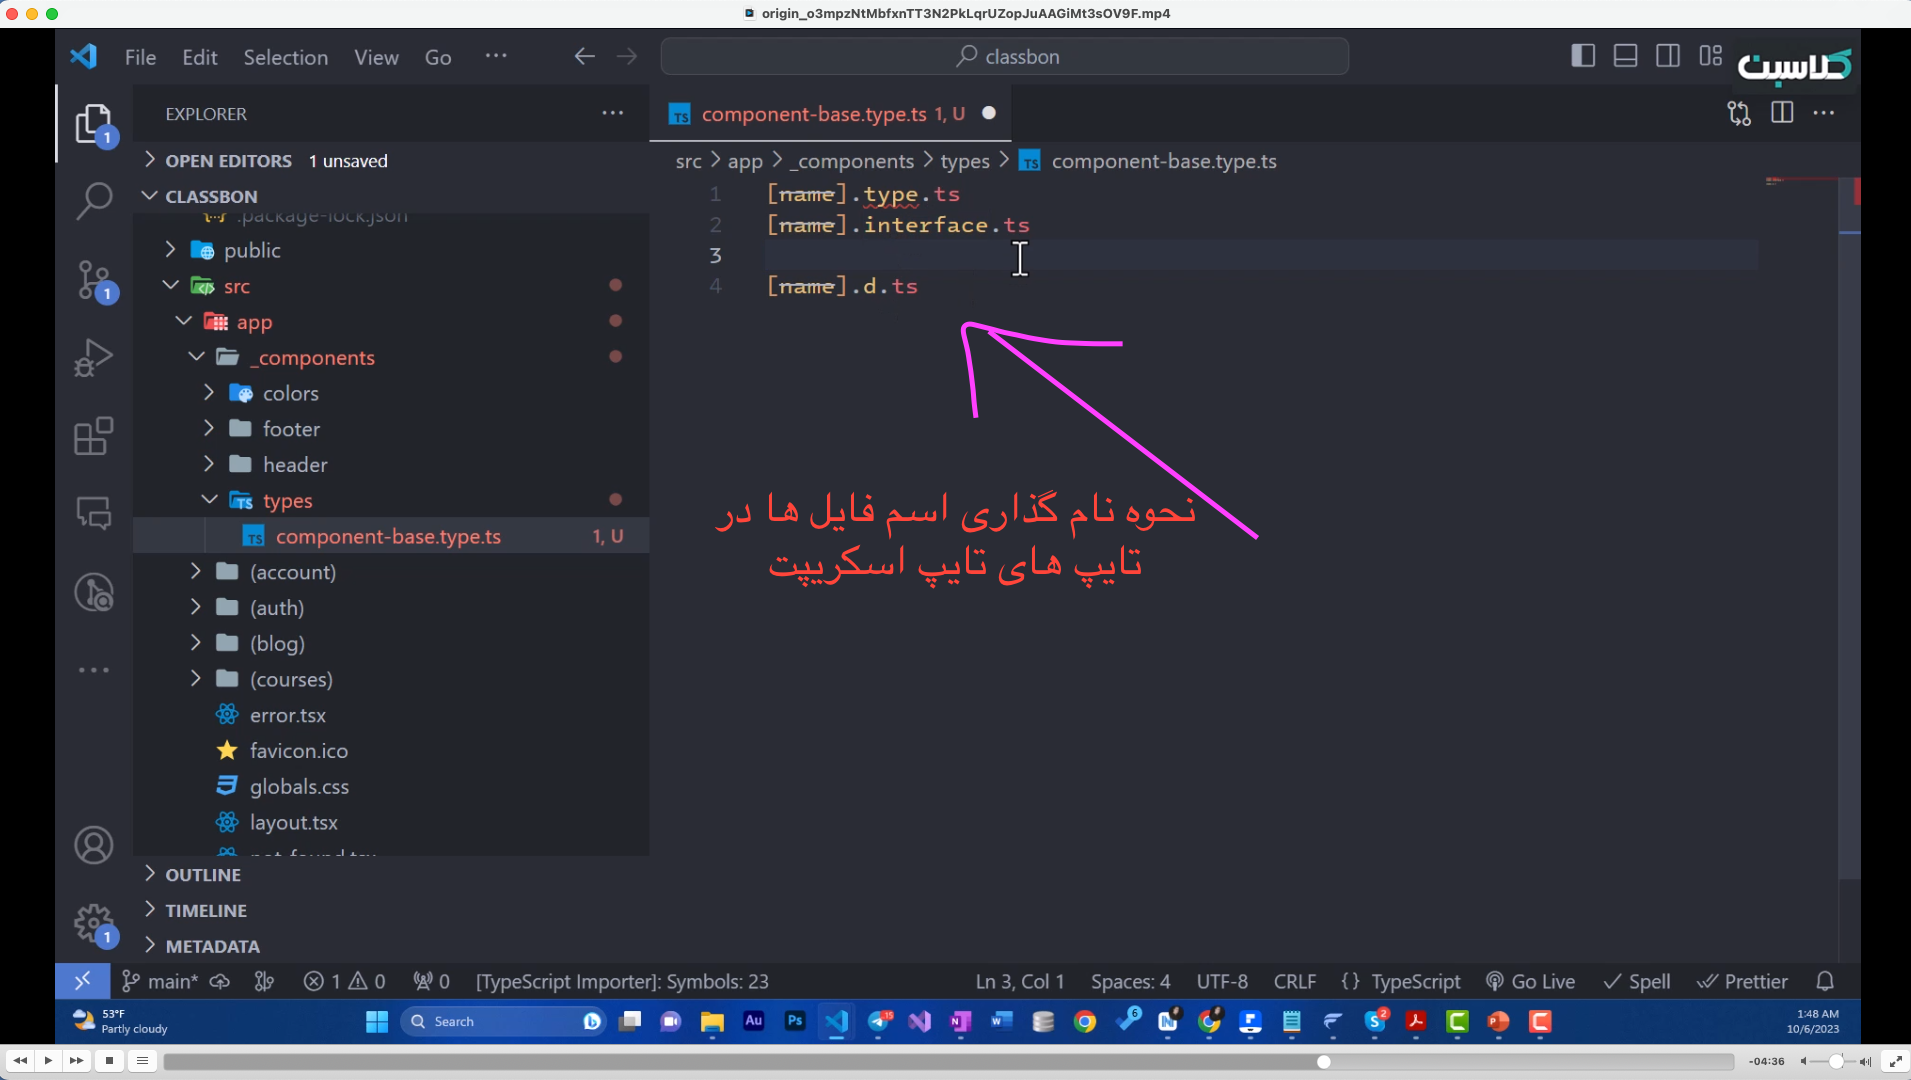 origin_o3mpzNtMbfxnTT3N2PkLqrUZopJuAAGiMt3sOV9F.mp4
File Edit Selection View Go ··· classbon کلاسبن
EXPLORER ···
OPEN EDITORS 1 unsaved
CLASSBON
.package-lock.json
public
src
app
_components
colors
footer
header
types
component-base.type.ts 1, U
(account)
(auth)
(blog)
(courses)
error.tsx
favicon.ico
globals.css
layout.tsx
not-found.tsx
OUTLINE
TIMELINE
METADATA
component-base.type.ts 1, U
src > app > _components > types > component-base.type.ts
1 [name].type.ts
2 [name].interface.ts
3
4 [name].d.ts
نحوه نام گذاری اسم فایل ها در
تایپ های تایپ اسکریپت
main* 1 0 0 [TypeScript Importer]: Symbols: 23 Ln 3, Col 1 Spaces: 4 UTF-8 CRLF {} TypeScript Go Live Spell Prettier
53°F
Partly cloudy
Search
1:48 AM
10/6/2023
-04:36